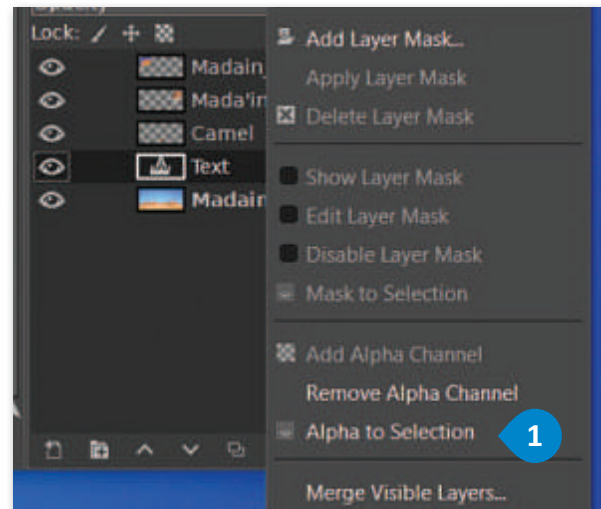 Lock:
Madain
Mada'in
Camel
Text
Madain
Add Layer Mask...
Apply Layer Mask
Delete Layer Mask
Show Layer Mask
Edit Layer Mask
Disable Layer Mask
Mask to Selection
Add Alpha Channel
Remove Alpha Channel
Alpha to Selection
1
Merge Visible Layers...